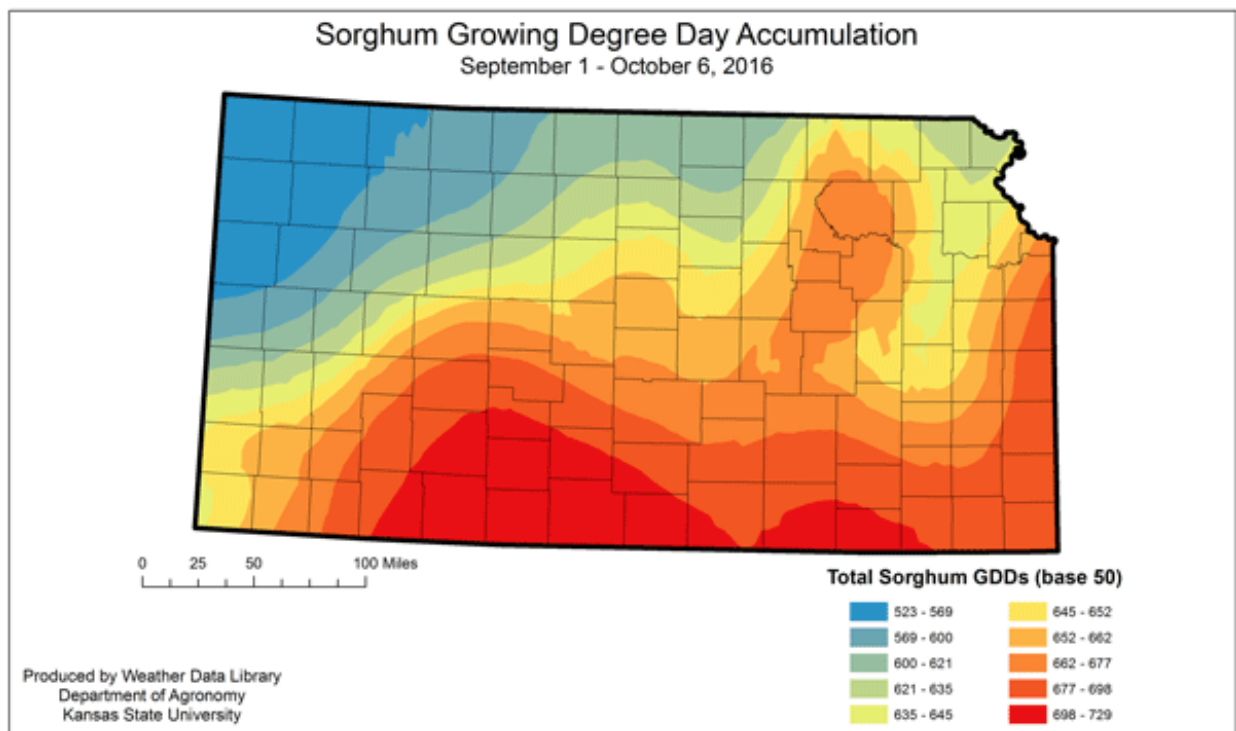 Sorghum Growing Degree Day Accumulation
September 1 - October 6, 2016
0 25 50 100 Miles
Total Sorghum GDDs (base 50)
523 - 569
569 - 600
600 - 621
621 - 635
635 - 645
645 - 652
652 - 662
662 - 677
677 - 698
698 - 729
Produced by Weather Data Library
Department of Agronomy
Kansas State University